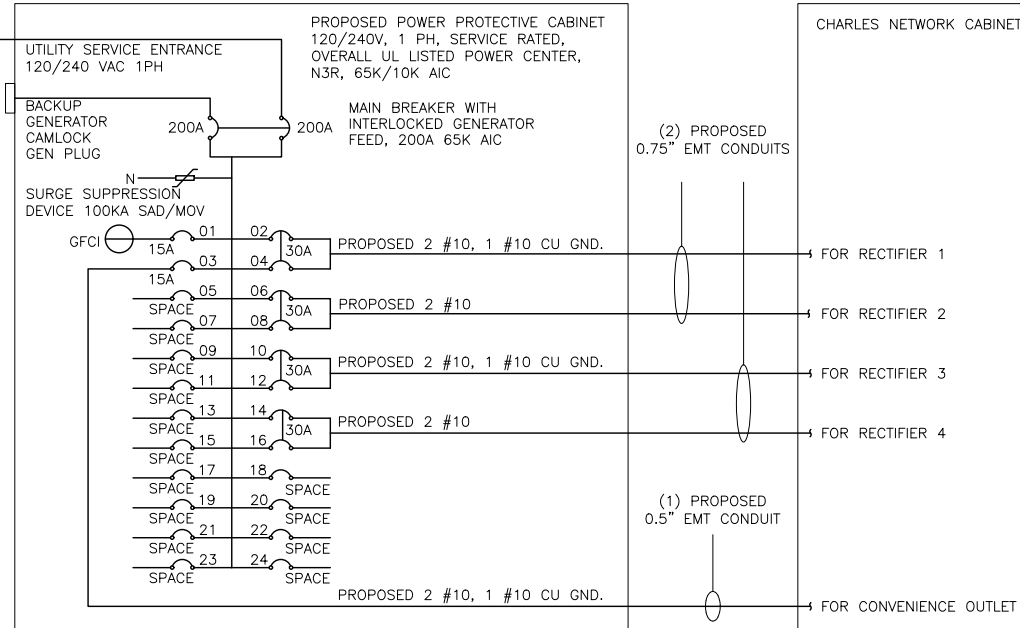 UTILITY SERVICE ENTRANCE
120/240 VAC 1PH
PROPOSED POWER PROTECTIVE CABINET
120/240V, 1 PH, SERVICE RATED,
OVERALL UL LISTED POWER CENTER,
N3R, 65K/10K AIC
CHARLES NETWORK CABINET
BACKUP
GENERATOR
CAMLOCK
GEN PLUG
200A
200A
MAIN BREAKER WITH
INTERLOCKED GENERATOR
FEED, 200A 65K AIC
(2) PROPOSED
0.75" EMT CONDUITS
N
SURGE SUPPRESSION
DEVICE 100KA SAD/MOV
GFCI
15A
01
02
30A
PROPOSED 2 #10, 1 #10 CU GND.
FOR RECTIFIER 1
15A
03
04
SPACE
05
06
30A
PROPOSED 2 #10
FOR RECTIFIER 2
SPACE
07
08
SPACE
09
10
30A
PROPOSED 2 #10, 1 #10 CU GND.
FOR RECTIFIER 3
SPACE
11
12
SPACE
13
14
30A
PROPOSED 2 #10
FOR RECTIFIER 4
SPACE
15
16
SPACE
17
18
SPACE
SPACE
19
20
SPACE
SPACE
21
22
SPACE
SPACE
23
24
SPACE
(1) PROPOSED
0.5" EMT CONDUIT
PROPOSED 2 #10, 1 #10 CU GND.
FOR CONVENIENCE OUTLET